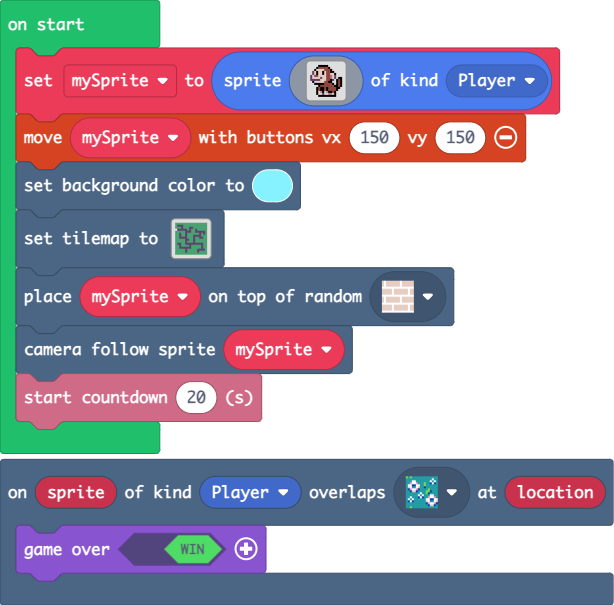 on start
set mySprite to sprite of kind Player
move mySprite with buttons vx 150 vy 150
set background color to
set tilemap to
place mySprite on top of random
camera follow sprite mySprite
start countdown 20 (s)
on sprite of kind Player overlaps at location
game over WIN